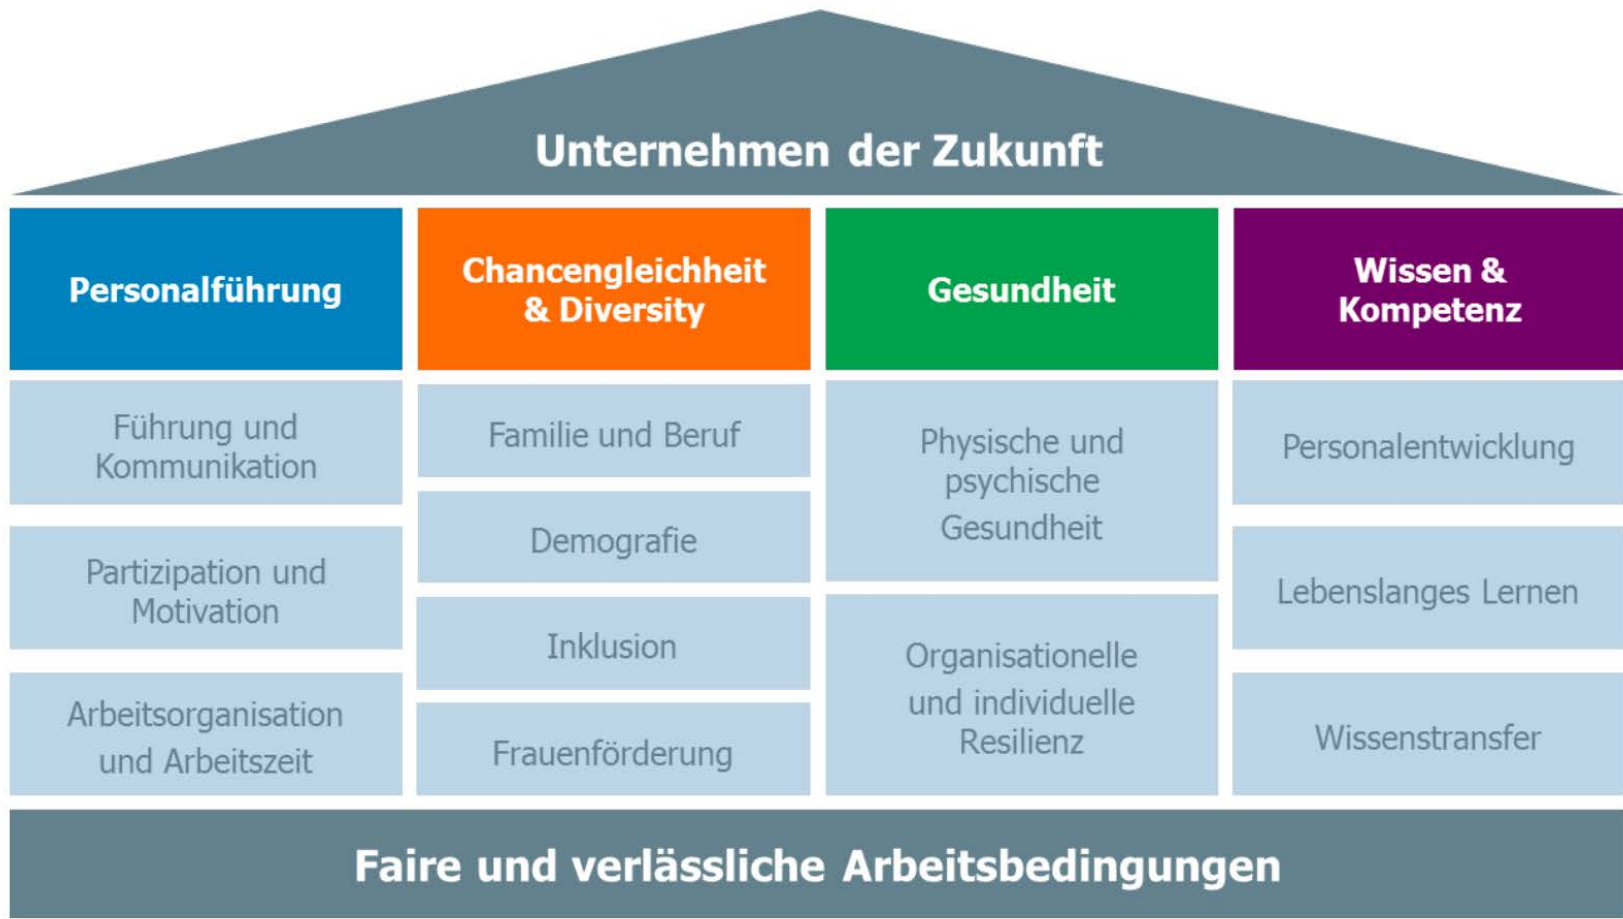 Unternehmen der Zukunft
Personalführung
Chancengleichheit
& Diversity
Gesundheit
Wissen &
Kompetenz
Führung und
Kommunikation
Partizipation und
Motivation
Arbeitsorganisation
und Arbeitszeit
Familie und Beruf
Demografie
Inklusion
Frauenförderung
Physische und
psychische
Gesundheit
Organisationelle
und individuelle
Resilienz
Personalentwicklung
Lebenslanges Lernen
Wissenstransfer
Faire und verlässliche Arbeitsbedingungen